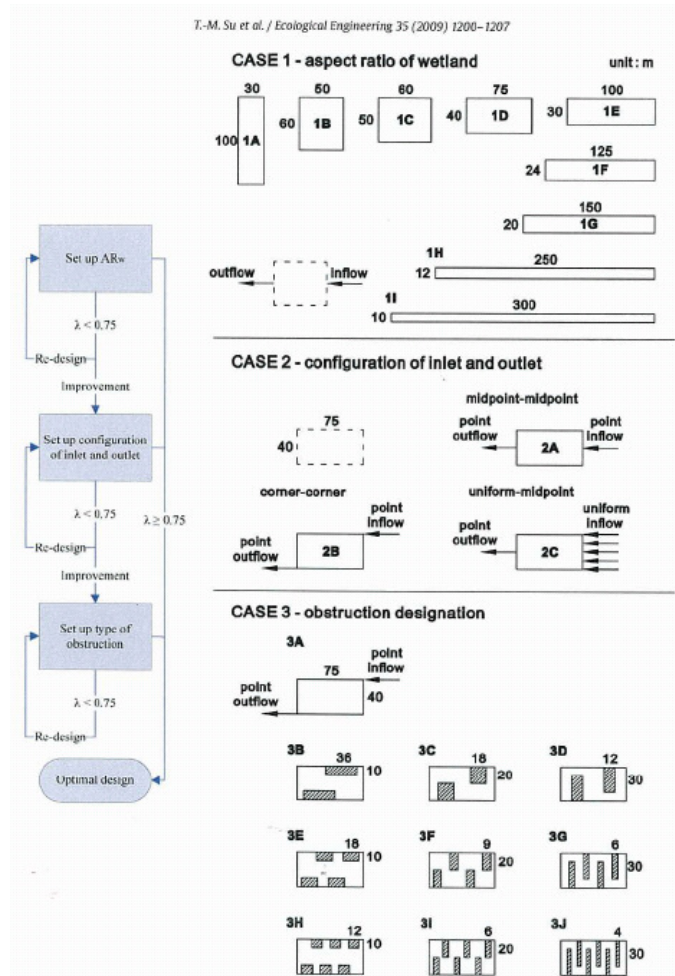 T.-M. Su et al. / Ecological Engineering 35 (2009) 1200–1207
CASE 1 - aspect ratio of wetland
unit : m
30
100
1A
50
60
1B
60
50
1C
75
40
1D
100
30
1E
125
24
1F
150
20
1G
1H
250
12
1I
300
10
outflow
inflow
Set up ARw
λ < 0.75
Re-design
Improvement
Set up configuration
of inlet and outlet
λ < 0.75
λ ≥ 0.75
Re-design
Improvement
Set up type of
obstruction
λ < 0.75
Re-design
Optimal design
CASE 2 - configuration of inlet and outlet
75
40
midpoint-midpoint
point
outflow
2A
point
inflow
corner-corner
point
inflow
point
outflow
2B
uniform-midpoint
point
outflow
2C
uniform
inflow
CASE 3 - obstruction designation
3A
75
point
inflow
point
outflow
40
3B
36
10
3C
18
20
3D
12
30
3E
18
10
3F
9
20
3G
6
30
3H
12
10
3I
6
20
3J
4
30